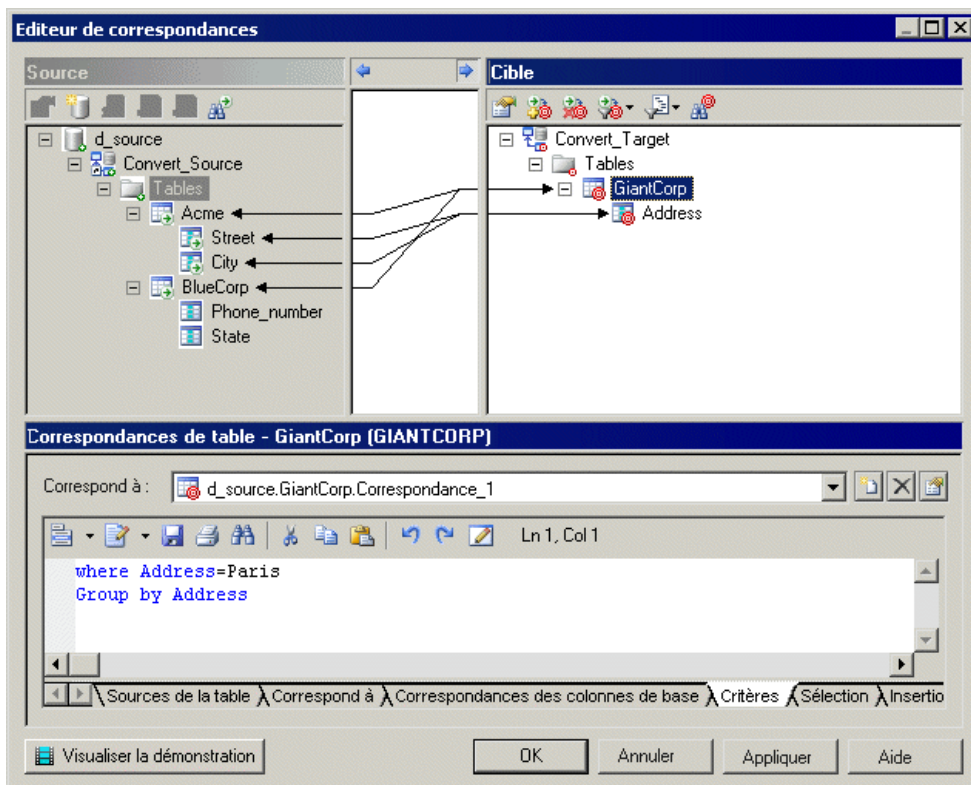 Editeur de correspondances
Source
Cible
d_source
Convert_Source
Tables
Acme
Street
City
BlueCorp
Phone_number
State
Convert_Target
Tables
GiantCorp
Address
Correspondances de table - GiantCorp (GIANTCORP)
Correspond à :
d_source.GiantCorp.Correspondance_1
Ln 1, Col 1
where Address=Paris
Group by Address
Sources de la table Correspond à Correspondances des colonnes de base Critères Sélection Insertio
Visualiser la démonstration OK Annuler Appliquer Aide